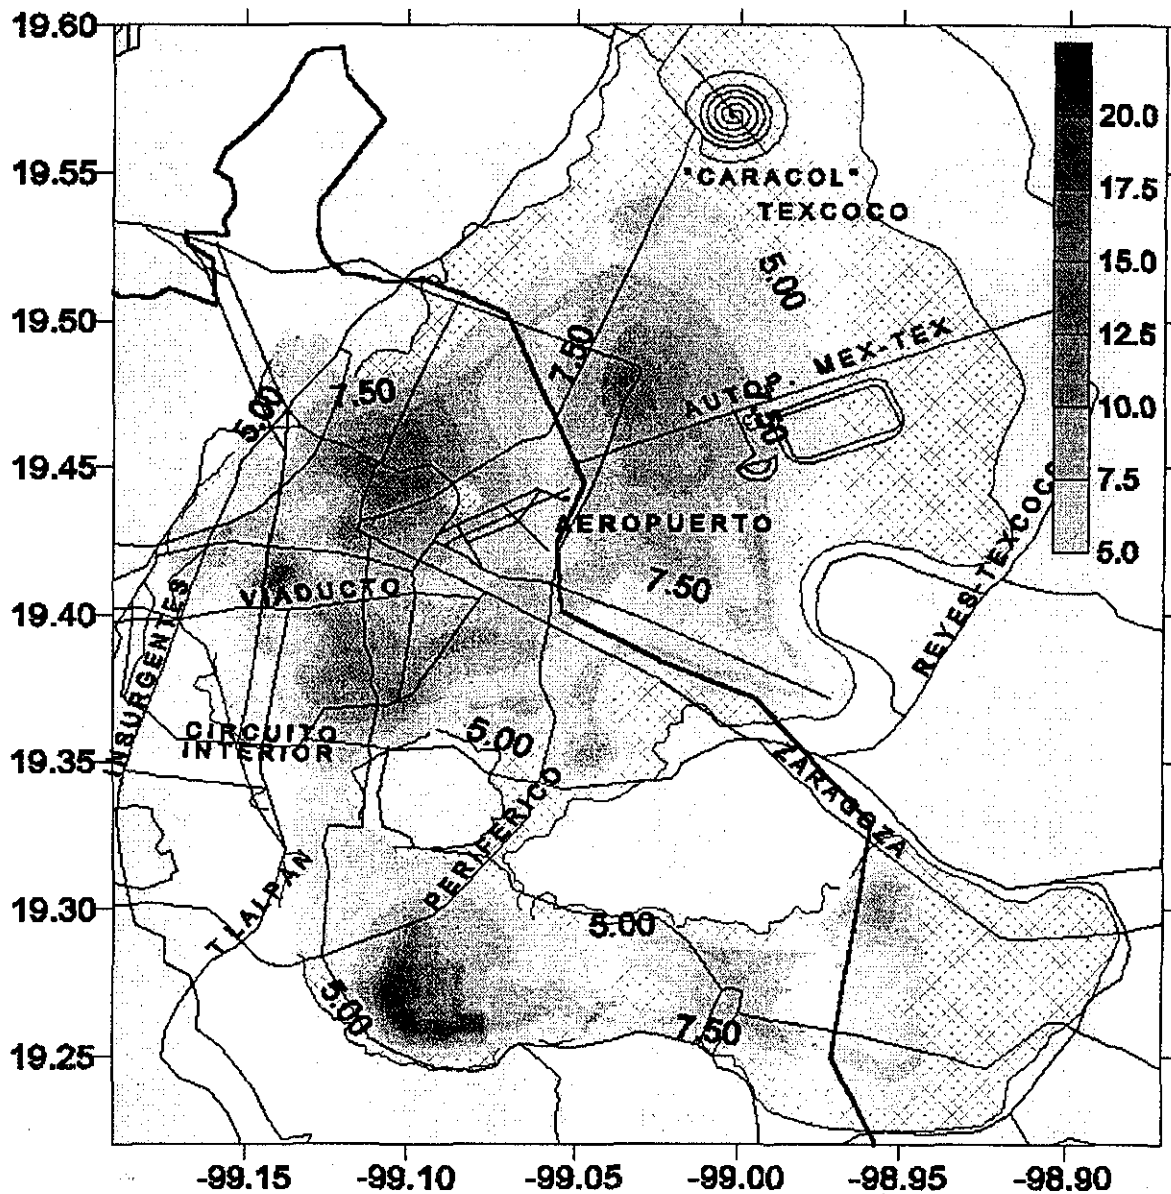 19.60
19.55
19.50
19.45
19.40
19.35
19.30
19.25
-99.15
-99.10
-99.05
-99.00
-98.95
-98.90
20.0
17.5
15.0
12.5
10.0
7.5
5.0
"CARACOL"
TEXCOCO
5.00
7.50
AUTOP. MEX-TEX
7.50
5.00
7.50
AEROPUERTO
7.50
VIADUCTO
INSURGENTES
REYES-TEXCOCO
CIRCUITO
INTERIOR
5.00
ZARAGOZA
PERIFERICO
TLALPAN
5.00
5.00
7.50